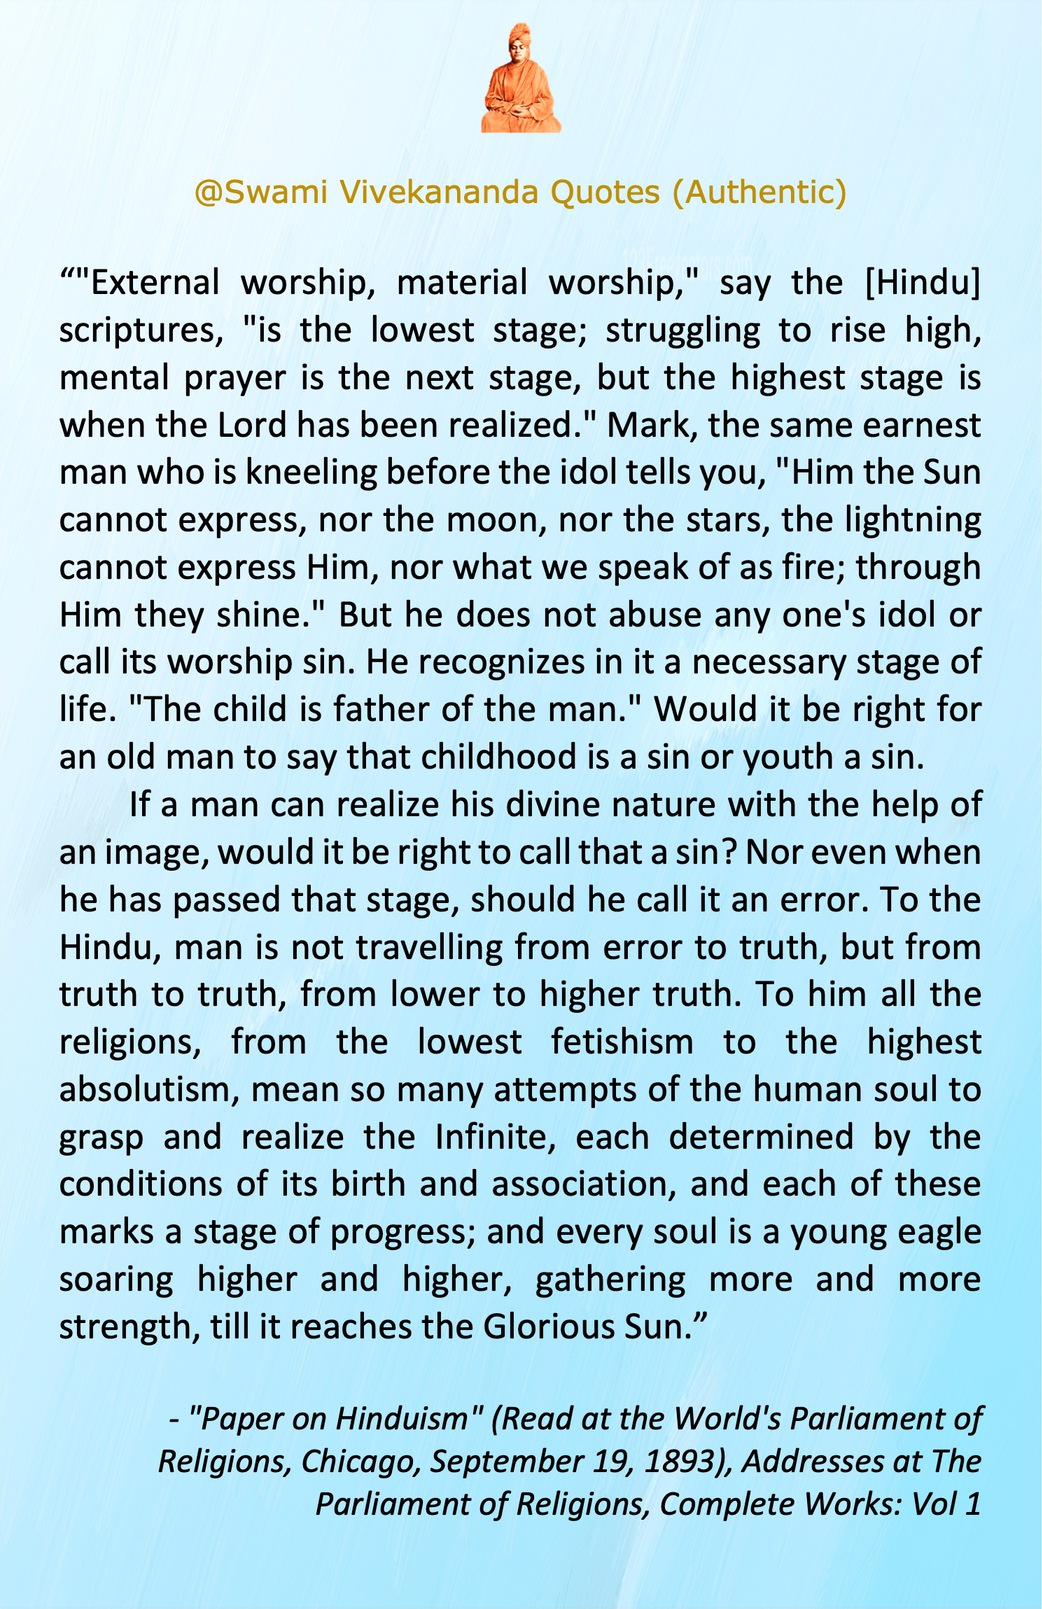 @Swami Vivekananda Quotes (Authentic)
“"External worship, material worship," say the [Hindu]
scriptures, "is the lowest stage; struggling to rise high,
mental prayer is the next stage, but the highest stage is
when the Lord has been realized." Mark, the same earnest
man who is kneeling before the idol tells you, "Him the Sun
cannot express, nor the moon, nor the stars, the lightning
cannot express Him, nor what we speak of as fire; through
Him they shine." But he does not abuse any one's idol or
call its worship sin. He recognizes in it a necessary stage of
life. "The child is father of the man." Would it be right for
an old man to say that childhood is a sin or youth a sin.
If a man can realize his divine nature with the help of
an image, would it be right to call that a sin? Nor even when
he has passed that stage, should he call it an error. To the
Hindu, man is not travelling from error to truth, but from
truth to truth, from lower to higher truth. To him all the
religions, from the lowest fetishism to the highest
absolutism, mean so many attempts of the human soul to
grasp and realize the Infinite, each determined by the
conditions of its birth and association, and each of these
marks a stage of progress; and every soul is a young eagle
soaring higher and higher, gathering more and more
strength, till it reaches the Glorious Sun.”
- "Paper on Hinduism" (Read at the World's Parliament of
Religions, Chicago, September 19, 1893), Addresses at The
Parliament of Religions, Complete Works: Vol 1